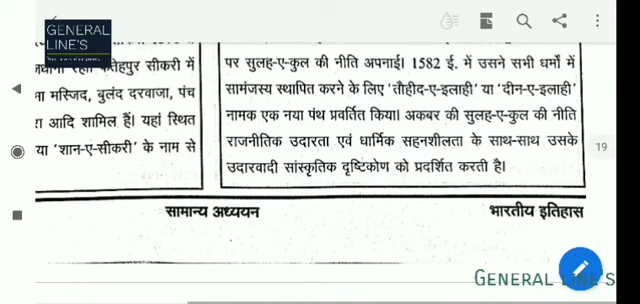 GENERAL
LINE'S
रहा। फतेहपुर सीकरी में
मस्जिद, बुलंद दरवाजा, पंच
आदि शामिल हैं। यहां स्थित
या 'शान-ए-सीकरी' के नाम से
पर सुलह-ए-कुल की नीति अपनाई। 1582 ई. में उसने सभी धर्मों में
सामंजस्य स्थापित करने के लिए 'तौहीद-ए-इलाही' या 'दीन-ए-इलाही'
नामक एक नया पंथ प्रवर्तित किया। अकबर की सुलह-ए-कुल की नीति
राजनीतिक उदारता एवं धार्मिक सहनशीलता के साथ-साथ उसके
उदारवादी सांस्कृतिक दृष्टिकोण को प्रदर्शित करती है।
19
सामान्य अध्ययन
भारतीय इतिहास
GENERAL LINE'S